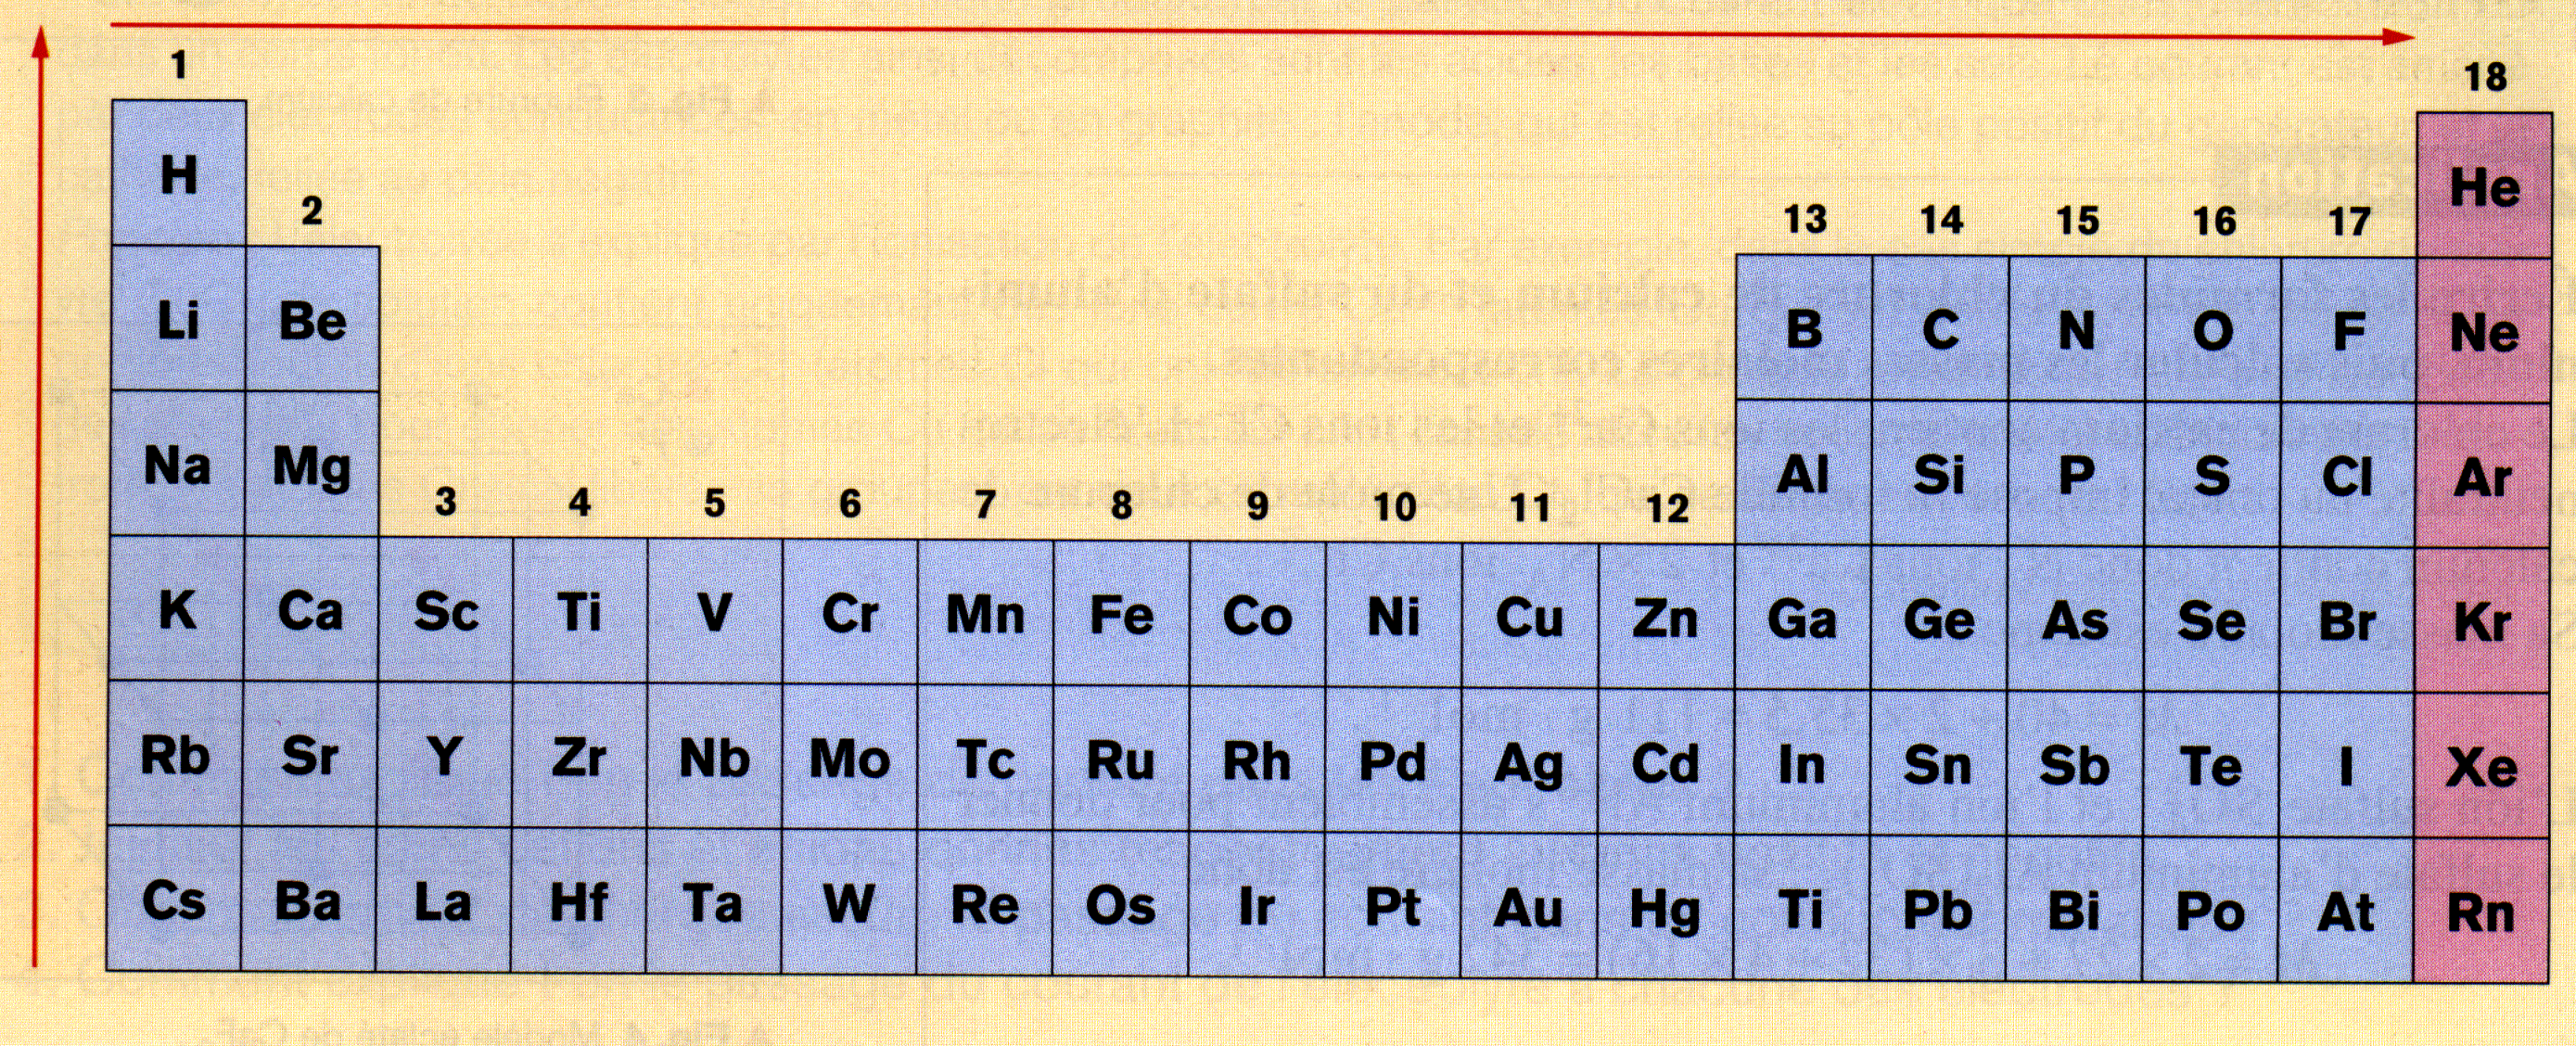 1 18
H He
2 13 14 15 16 17
Li Be B C N O F Ne
Na Mg Al Si P S Cl Ar
3 4 5 6 7 8 9 10 11 12
K Ca Sc Ti V Cr Mn Fe Co Ni Cu Zn Ga Ge As Se Br Kr
Rb Sr Y Zr Nb Mo Tc Ru Rh Pd Ag Cd In Sn Sb Te I Xe
Cs Ba La Hf Ta W Re Os Ir Pt Au Hg Ti Pb Bi Po At Rn